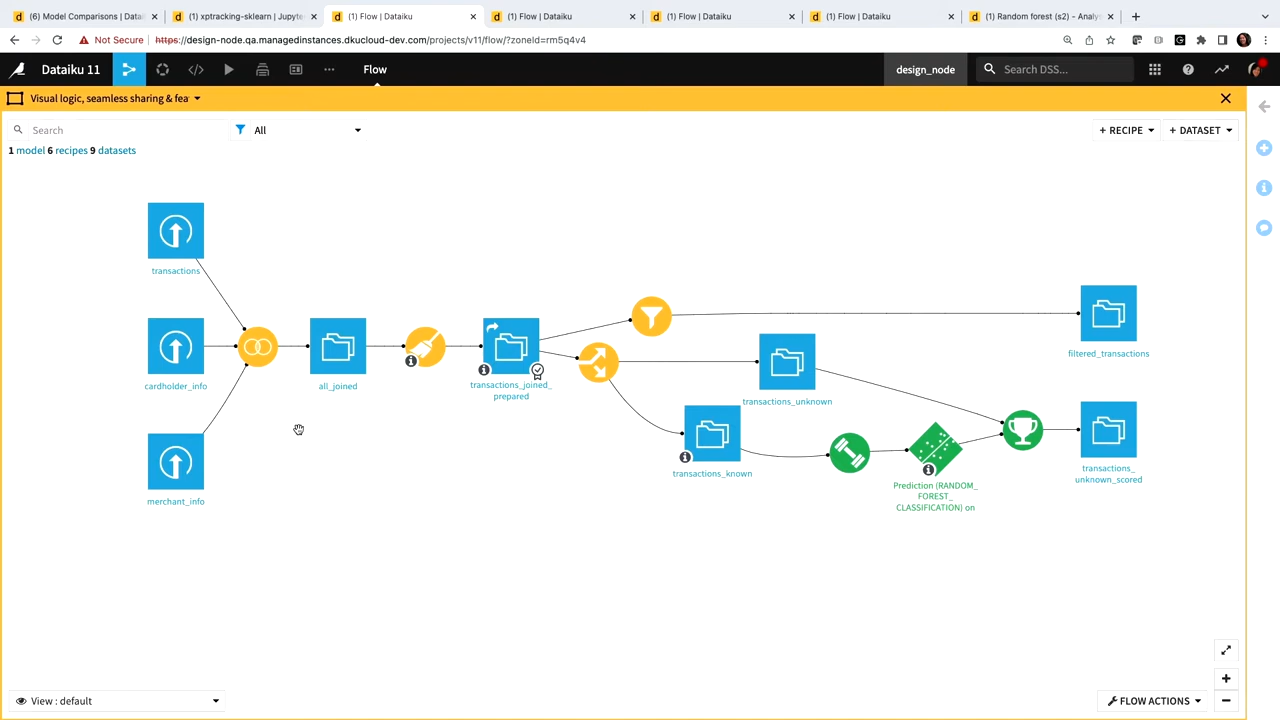 (6) Model Comparisons | Datai
(1) xptracking-sklearn | Jupyte
(1) Flow | Dataiku
(1) Flow | Dataiku
(1) Flow | Dataiku
(1) Flow | Dataiku
(1) Random forest (s2) – Analys
Not Secure
https://design-node.qa.managedinstances.dkucloud-dev.com/projects/v11/flow/?zoneId=rm5q4v4
Dataiku 11
Flow
design_node
Search DSS...
Visual logic, seamless sharing & fea
Search
All
+ RECIPE
+ DATASET
1 model 6 recipes 9 datasets
transactions
cardholder_info
merchant_info
all_joined
transactions_joined_
prepared
filtered_transactions
transactions_unknown
transactions_known
Prediction (RANDOM_
FOREST_
CLASSIFICATION) on
transactions_
unknown_scored
View : default
FLOW ACTIONS